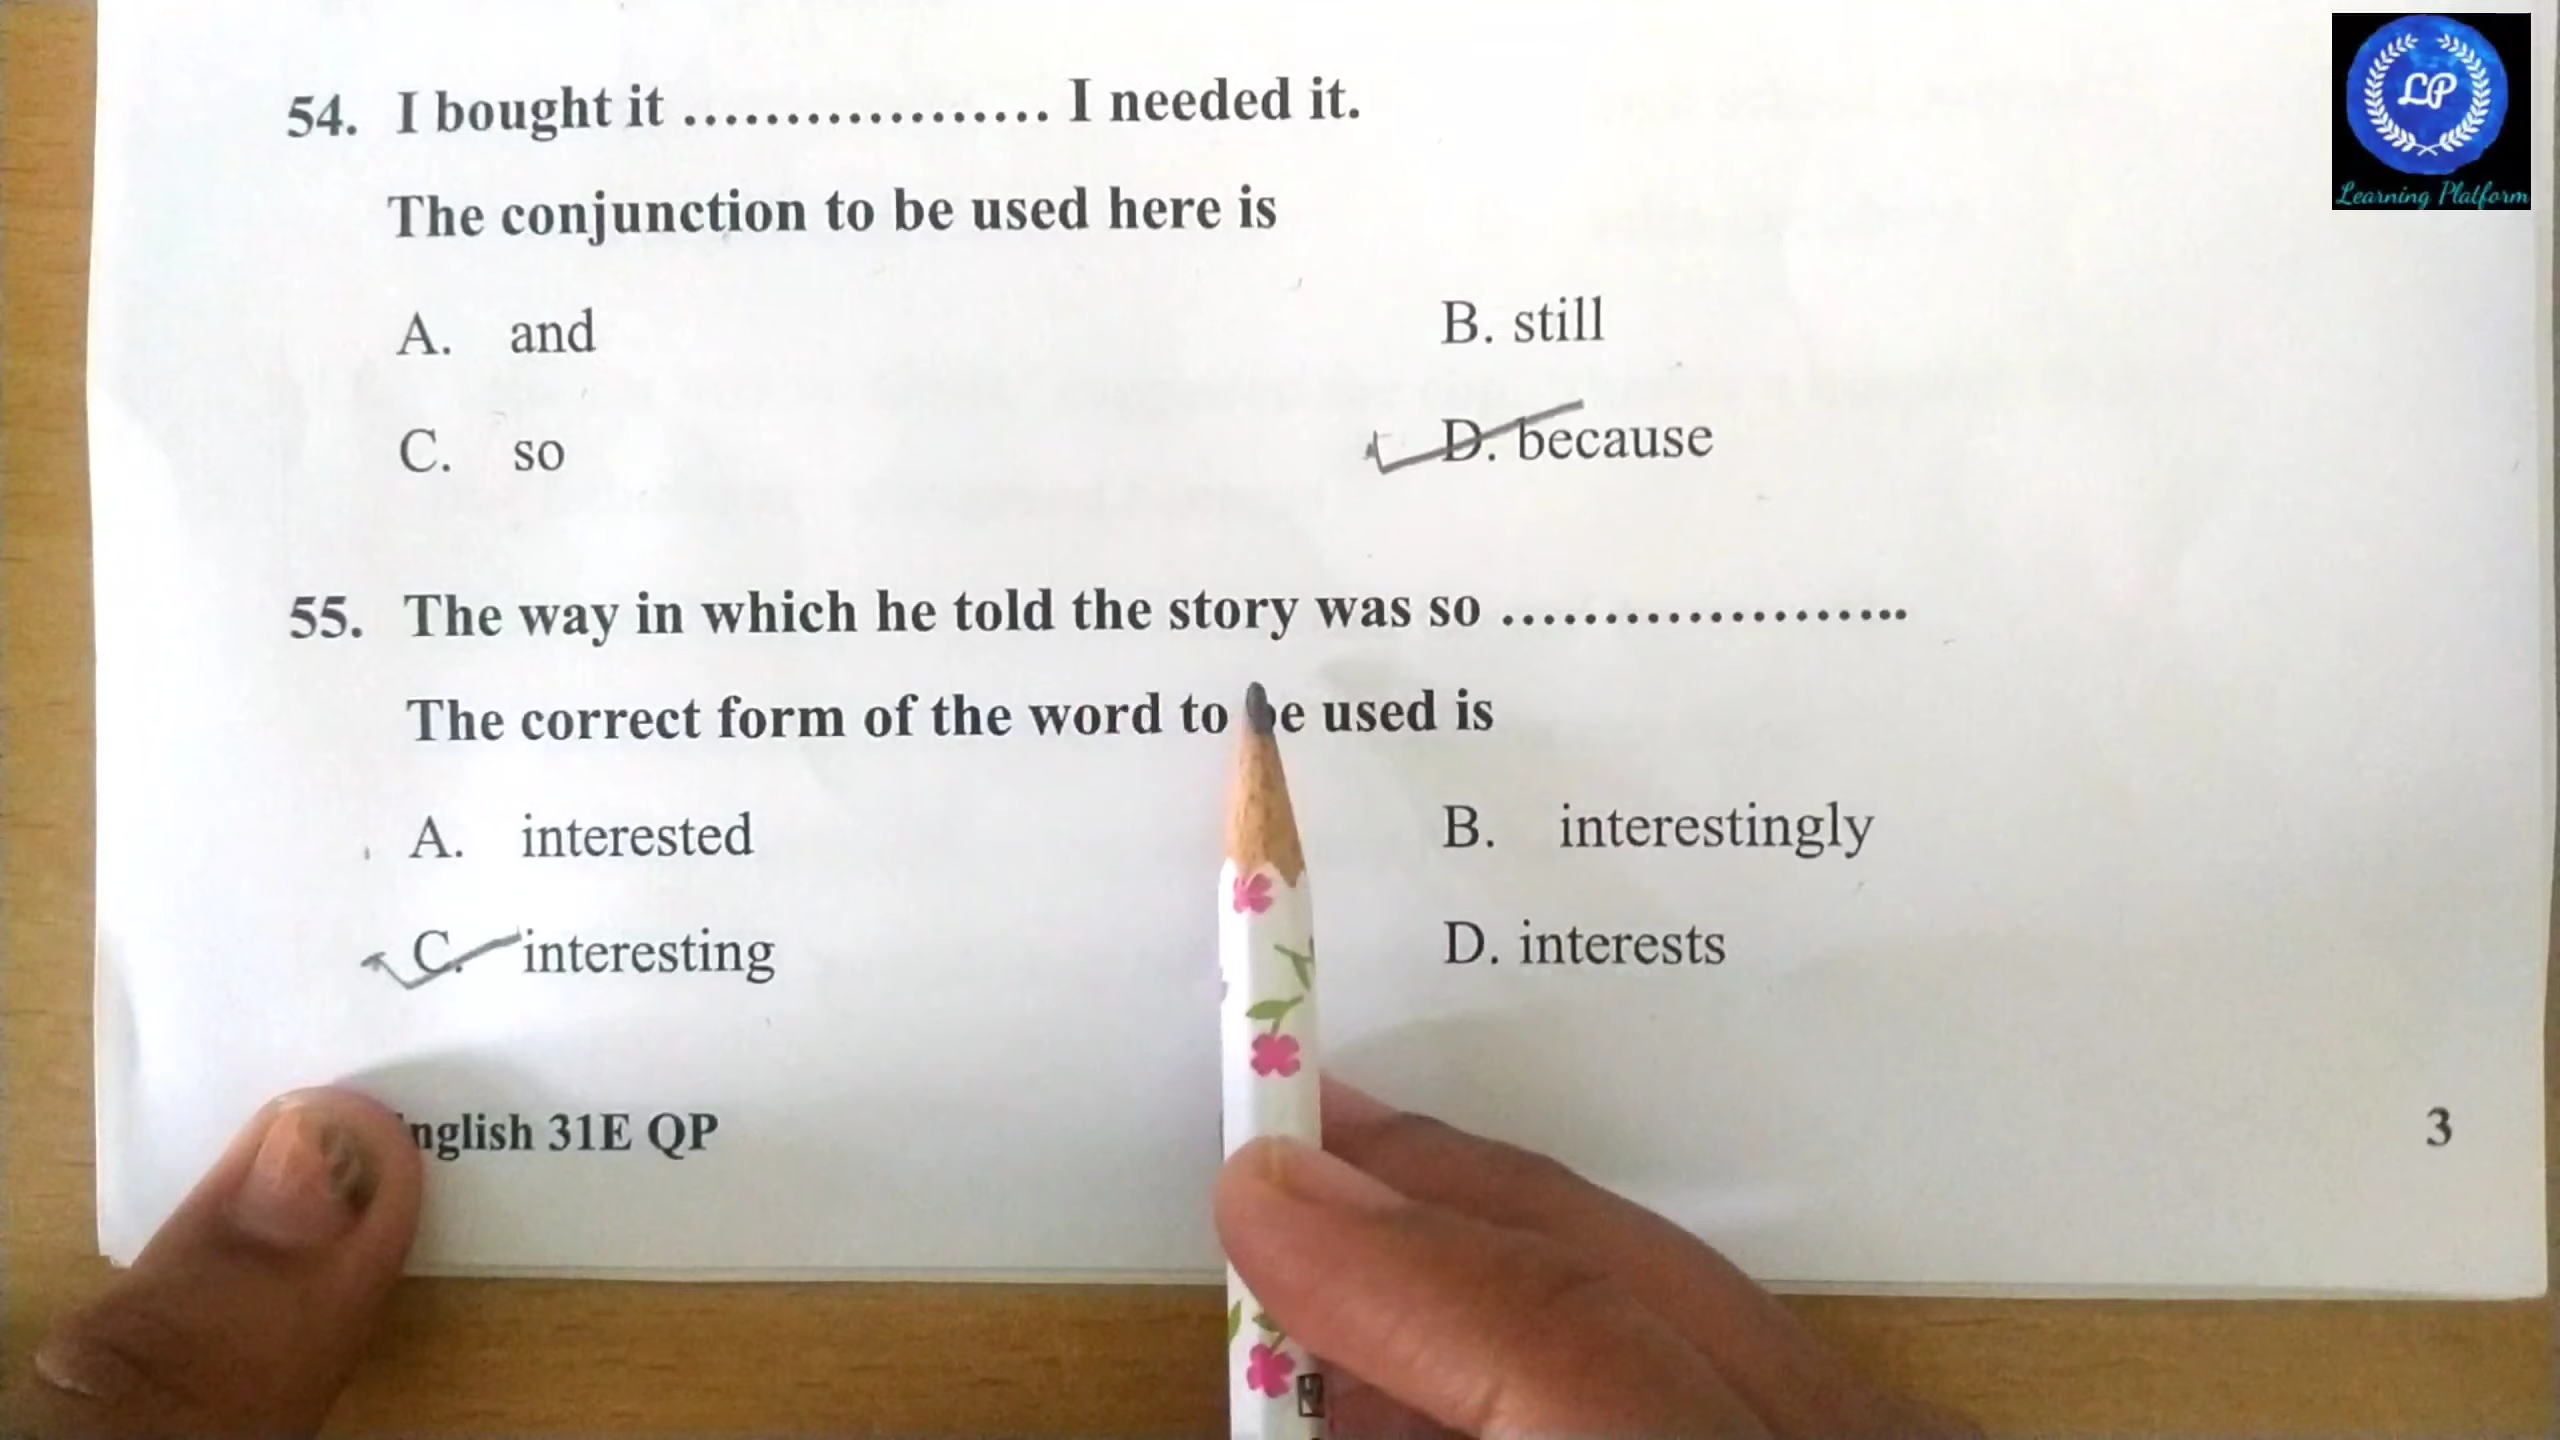 LP
Learning Platform
54. I bought it .................. I needed it.
The conjunction to be used here is
A. and
B. still
C. so
D. because
55. The way in which he told the story was so ....................
The correct form of the word to be used is
A. interested
B. interestingly
C. interesting
D. interests
nglish 31E QP
3